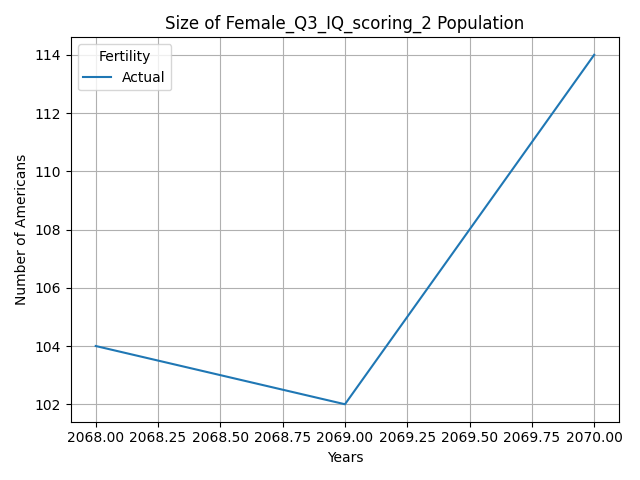 Size of Female_Q3_IQ_scoring_2 Population
Fertility
Actual
Number of Americans
114
112
110
108
106
104
102
2068.00 2068.25 2068.50 2068.75 2069.00 2069.25 2069.50 2069.75 2070.00
Years